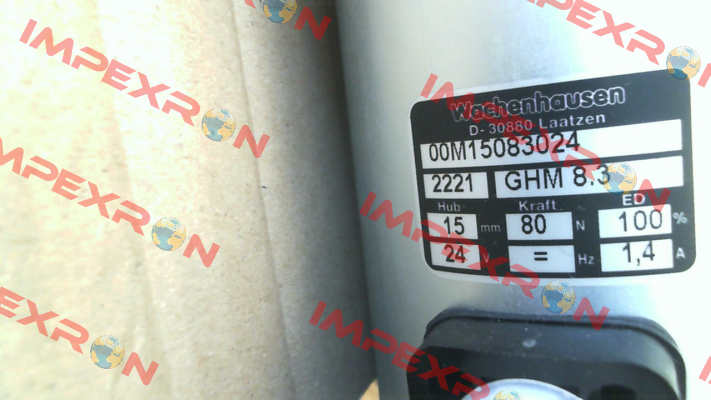 Wachenhausen
D- 30880 Laatzen
00M15083024
2221 GHM 8.3
Hub Kraft ED
15 mm 80 N 100 %
24 V = Hz 1,4 A
IMPEXRON
IMPEXRON
IMPEXRON
IMPEXRON
IMPEXRON
IMPEXRON
IMPEXRON